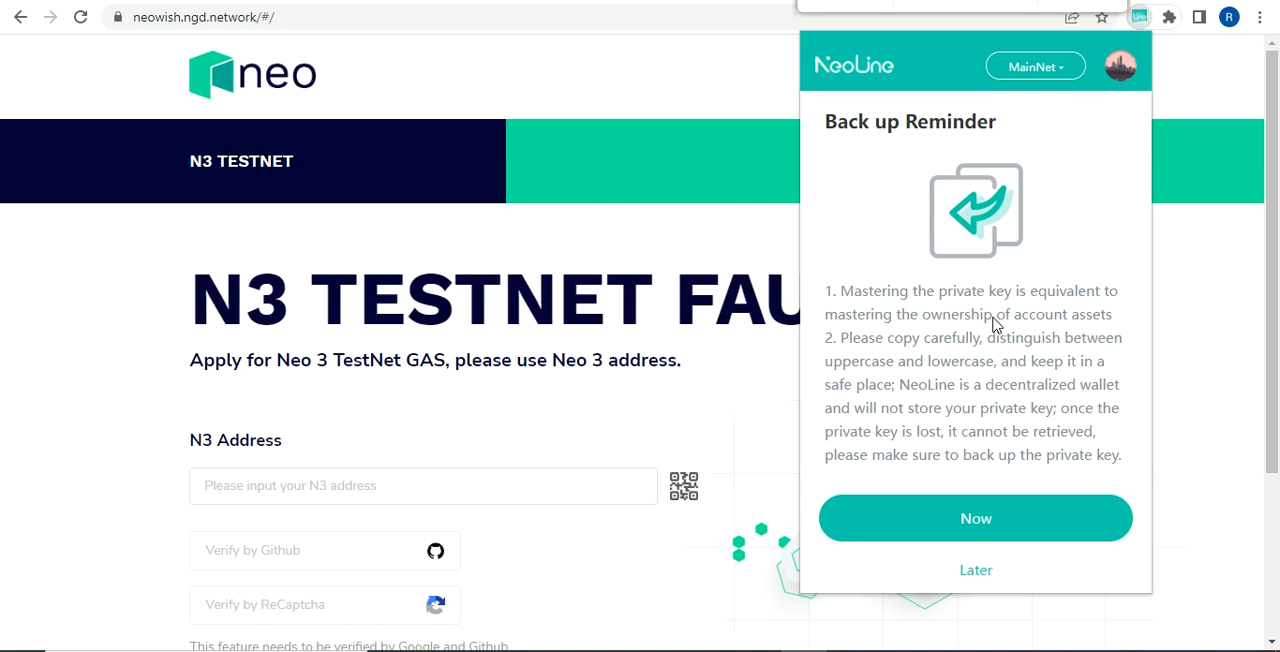 neowish.ngd.network/#/
Line
R
neo
N3 TESTNET
N3 TESTNET FAU
Apply for Neo 3 TestNet GAS, please use Neo 3 address.
N3 Address
Please input your N3 address
Verify by Github
Verify by ReCaptcha
This feature needs to be verified by Google and Github
NeoLine
MainNet
Back up Reminder
1. Mastering the private key is equivalent to
mastering the ownership of account assets
2. Please copy carefully, distinguish between
uppercase and lowercase, and keep it in a
safe place; NeoLine is a decentralized wallet
and will not store your private key; once the
private key is lost, it cannot be retrieved,
please make sure to back up the private key.
Now
Later